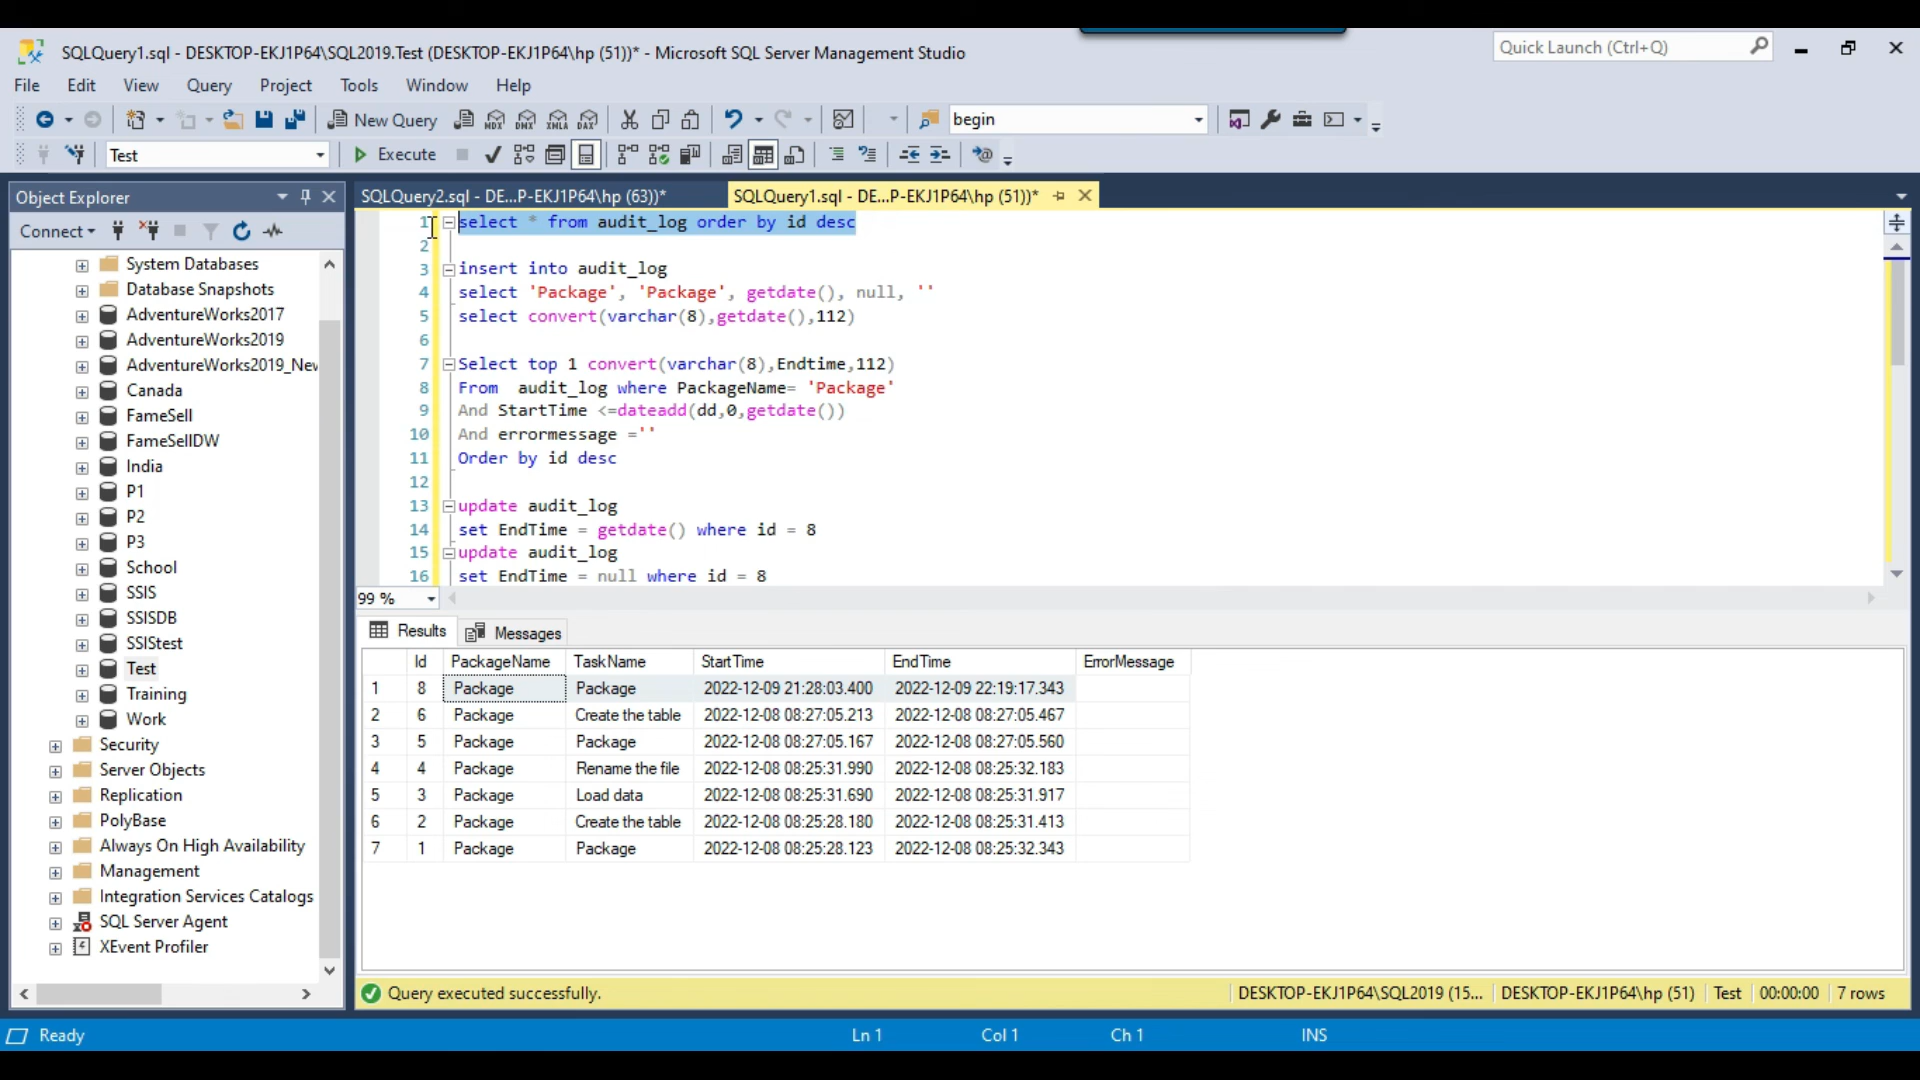 SQLQuery1.sql - DESKTOP-EKJ1P64\SQL2019.Test (DESKTOP-EKJ1P64\hp (51))* - Microsoft SQL Server Management Studio
Quick Launch (Ctrl+Q)
File Edit View Query Project Tools Window Help
New Query MDX DMX XMLA DAX begin
Test Execute
Object Explorer
SQLQuery2.sql - DE...P-EKJ1P64\hp (63))*
SQLQuery1.sql - DE...P-EKJ1P64\hp (51))*
Connect
System Databases
Database Snapshots
AdventureWorks2017
AdventureWorks2019
AdventureWorks2019_New
Canada
FameSell
FameSellDW
India
P1
P2
P3
School
SSIS
SSISDB
SSIStest
Test
Training
Work
Security
Server Objects
Replication
PolyBase
Always On High Availability
Management
Integration Services Catalogs
SQL Server Agent
XEvent Profiler
1 select * from audit_log order by id desc
2
3 insert into audit_log
4 select 'Package', 'Package', getdate(), null, ''
5 select convert(varchar(8),getdate(),112)
6
7 Select top 1 convert(varchar(8),Endtime,112)
8 From audit_log where PackageName= 'Package'
9 And StartTime <=dateadd(dd,0,getdate())
10 And errormessage =''
11 Order by id desc
12
13 update audit_log
14 set EndTime = getdate() where id = 8
15 update audit_log
16 set EndTime = null where id = 8
99 %
Results Messages
Id PackageName TaskName StartTime EndTime ErrorMessage
1 8 Package Package 2022-12-09 21:28:03.400 2022-12-09 22:19:17.343
2 6 Package Create the table 2022-12-08 08:27:05.213 2022-12-08 08:27:05.467
3 5 Package Package 2022-12-08 08:27:05.167 2022-12-08 08:27:05.560
4 4 Package Rename the file 2022-12-08 08:25:31.990 2022-12-08 08:25:32.183
5 3 Package Load data 2022-12-08 08:25:31.690 2022-12-08 08:25:31.917
6 2 Package Create the table 2022-12-08 08:25:28.180 2022-12-08 08:25:31.413
7 1 Package Package 2022-12-08 08:25:28.123 2022-12-08 08:25:32.343
Query executed successfully.
DESKTOP-EKJ1P64\SQL2019 (15... DESKTOP-EKJ1P64\hp (51) Test 00:00:00 7 rows
Ready Ln 1 Col 1 Ch 1 INS